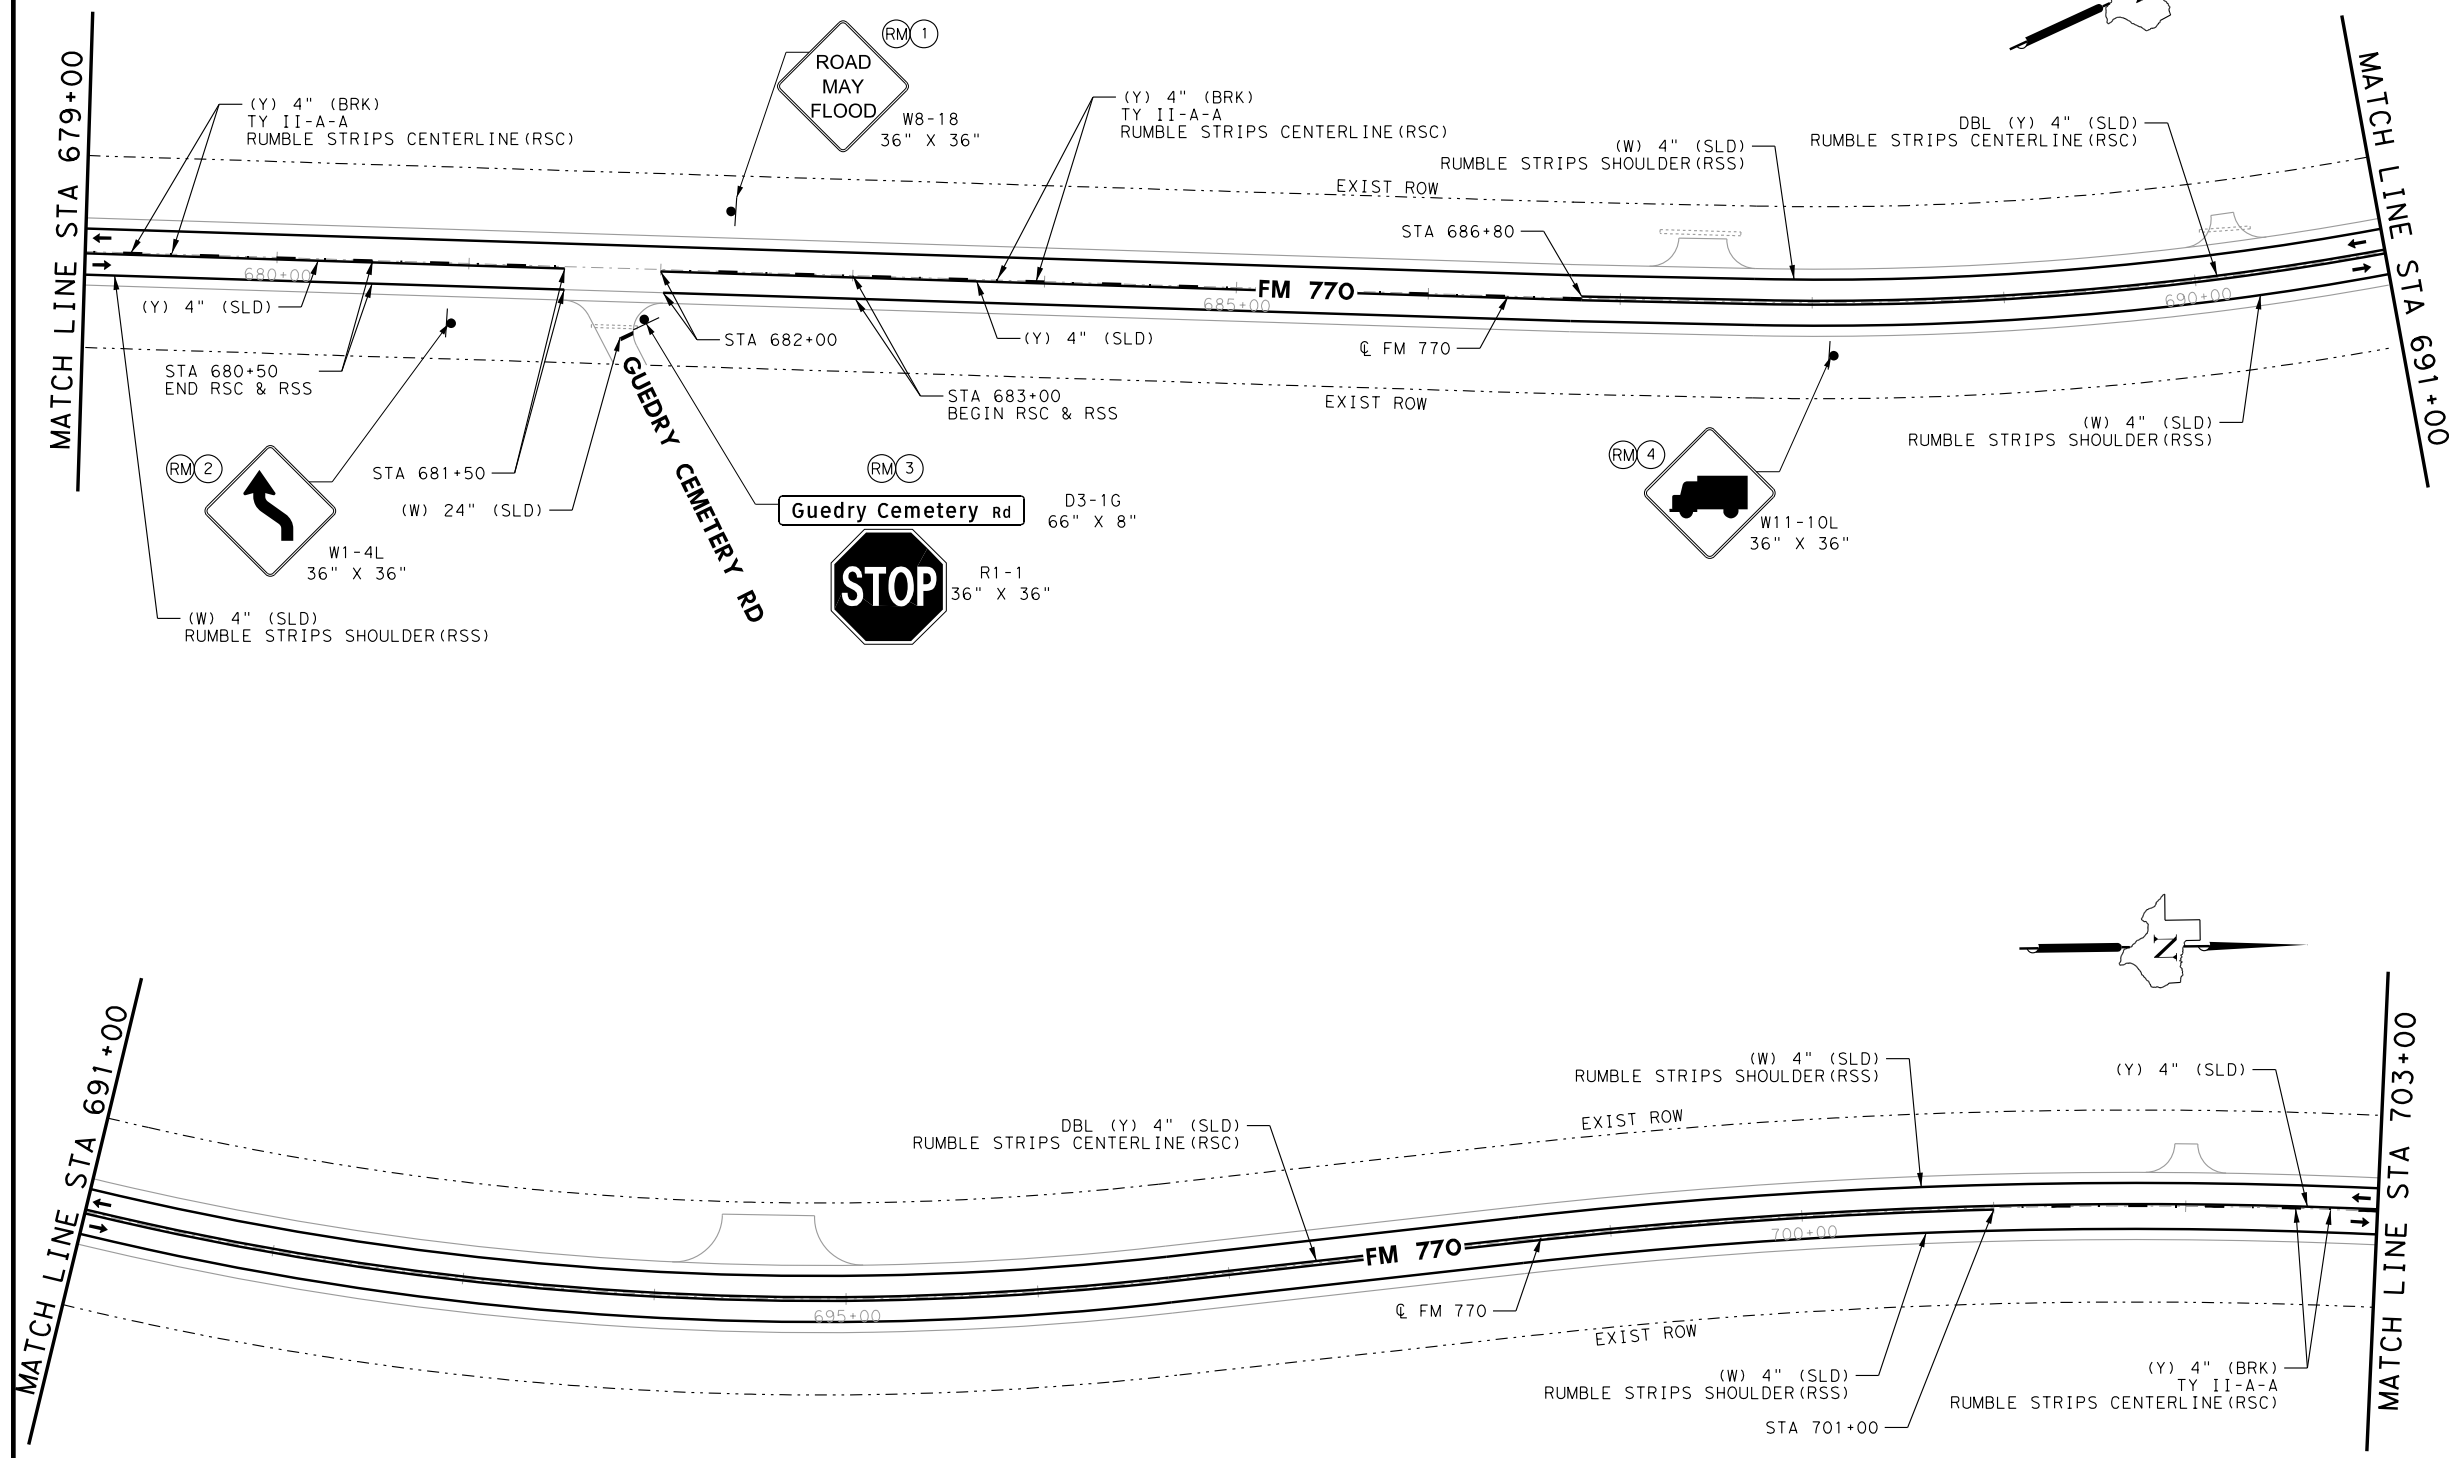 MATCH LINE STA 679+00
(Y) 4" (BRK)
TY II-A-A
RUMBLE STRIPS CENTERLINE(RSC)
ROAD
MAY
FLOOD
RM 1
W8-18
36" X 36"
(Y) 4" (BRK)
TY II-A-A
RUMBLE STRIPS CENTERLINE(RSC)
(W) 4" (SLD)
RUMBLE STRIPS SHOULDER(RSS)
DBL (Y) 4" (SLD)
RUMBLE STRIPS CENTERLINE(RSC)
MATCH LINE STA 691+00
EXIST ROW
STA 686+80
680+00
(Y) 4" (SLD)
685+00
FM 770
690+00
STA 682+00
(Y) 4" (SLD)
℄ FM 770
STA 680+50
END RSC & RSS
STA 683+00
BEGIN RSC & RSS
EXIST ROW
GUEDRY CEMETERY RD
(W) 4" (SLD)
RUMBLE STRIPS SHOULDER(RSS)
RM 2
STA 681+50
(W) 24" (SLD)
W1-4L
36" X 36"
RM 3
Guedry Cemetery Rd
D3-1G
66" X 8"
STOP
R1-1
36" X 36"
RM 4
W11-10L
36" X 36"
(W) 4" (SLD)
RUMBLE STRIPS SHOULDER(RSS)
N
MATCH LINE STA 691+00
DBL (Y) 4" (SLD)
RUMBLE STRIPS CENTERLINE(RSC)
EXIST ROW
(W) 4" (SLD)
RUMBLE STRIPS SHOULDER(RSS)
(Y) 4" (SLD)
MATCH LINE STA 703+00
695+00
FM 770
700+00
℄ FM 770
EXIST ROW
(W) 4" (SLD)
RUMBLE STRIPS SHOULDER(RSS)
STA 701+00
(Y) 4" (BRK)
TY II-A-A
RUMBLE STRIPS CENTERLINE(RSC)